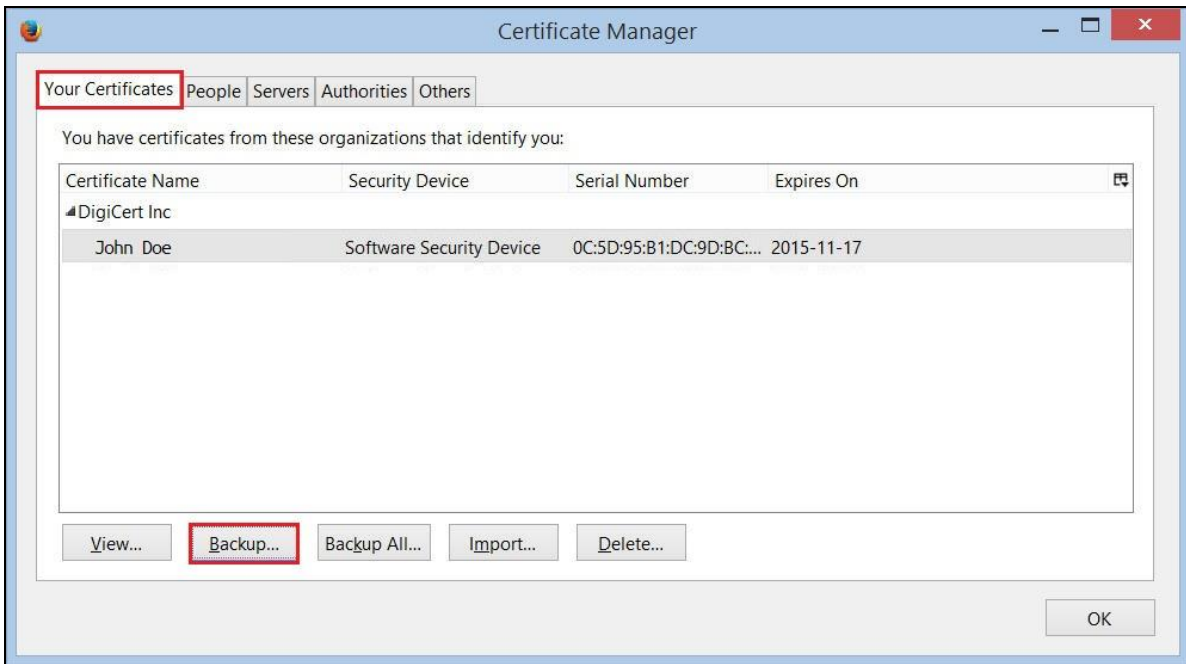 Certificate Manager
Your Certificates People Servers Authorities Others
You have certificates from these organizations that identify you:
Certificate Name Security Device Serial Number Expires On
DigiCert Inc
John Doe Software Security Device 0C:5D:95:B1:DC:9D:BC:... 2015-11-17
View... Backup... Backup All... Import... Delete...
OK